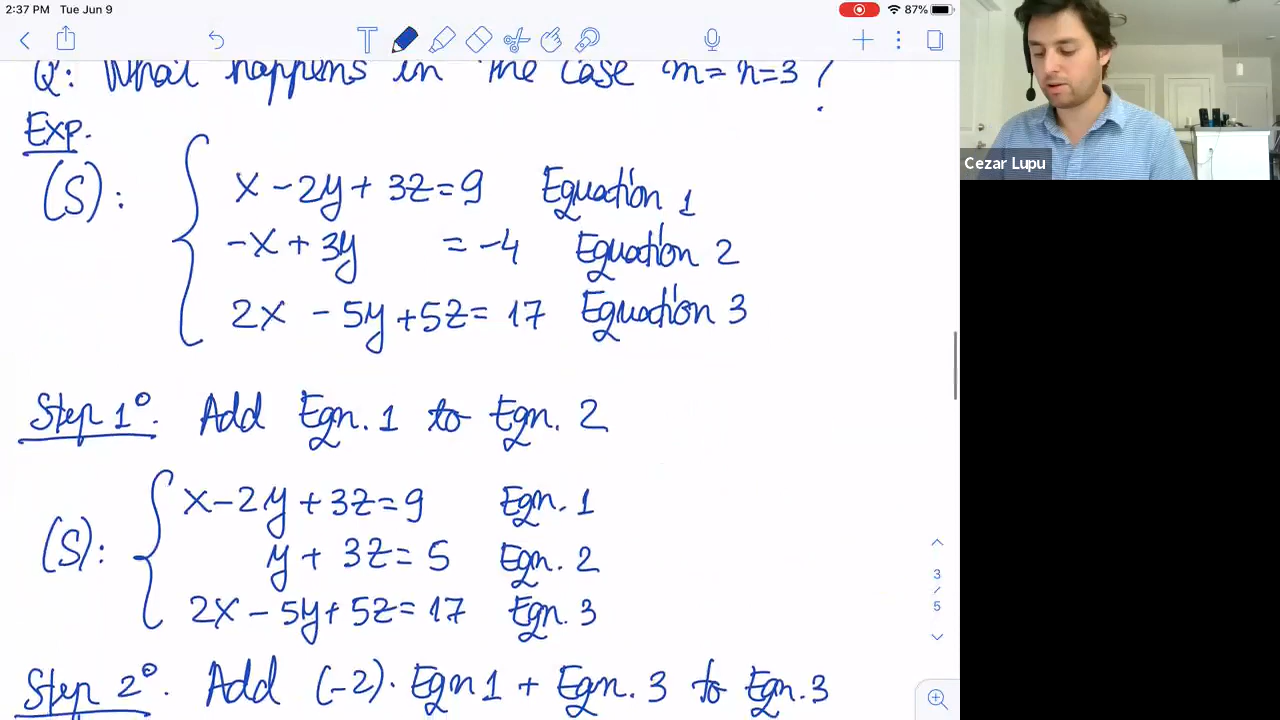 2:37 PM Tue Jun 9
87%
Q: What happens in the case m=n=3?
Exp.
(S): x - 2y + 3z = 9 Equation 1
-x + 3y = -4 Equation 2
2x - 5y + 5z = 17 Equation 3
Step 1°. Add Eqn. 1 to Eqn. 2
(S): x - 2y + 3z = 9 Eqn. 1
y + 3z = 5 Eqn. 2
2x - 5y + 5z = 17 Eqn. 3
Step 2°. Add (-2). Eqn 1 + Eqn. 3 to Eqn. 3
3
/
5
Cezar Lupu